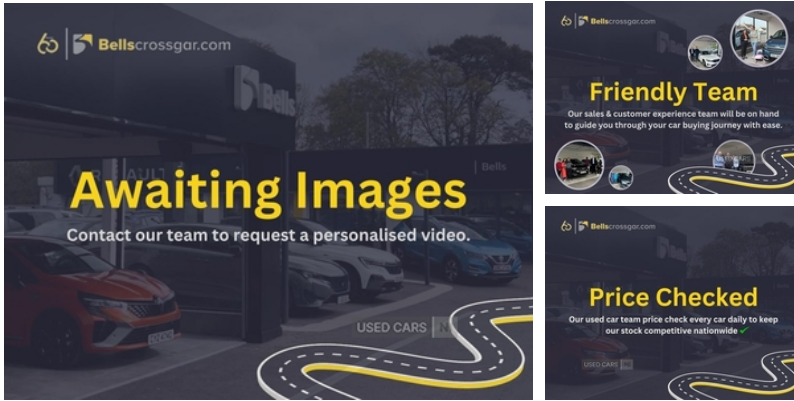 60 Bellscrossgar.com
Bells
RENAULT
Bells
Awaiting Images
Contact our team to request a personalised video.
USED CARS
60 Bellscrossgar.com
Friendly Team
Our sales & customer experience team will be on hand
to guide you through your car buying journey with ease.
60 Bellscrossgar.com
Price Checked
Our used car team price check every car daily to keep
our stock competitive nationwide
USED CARS